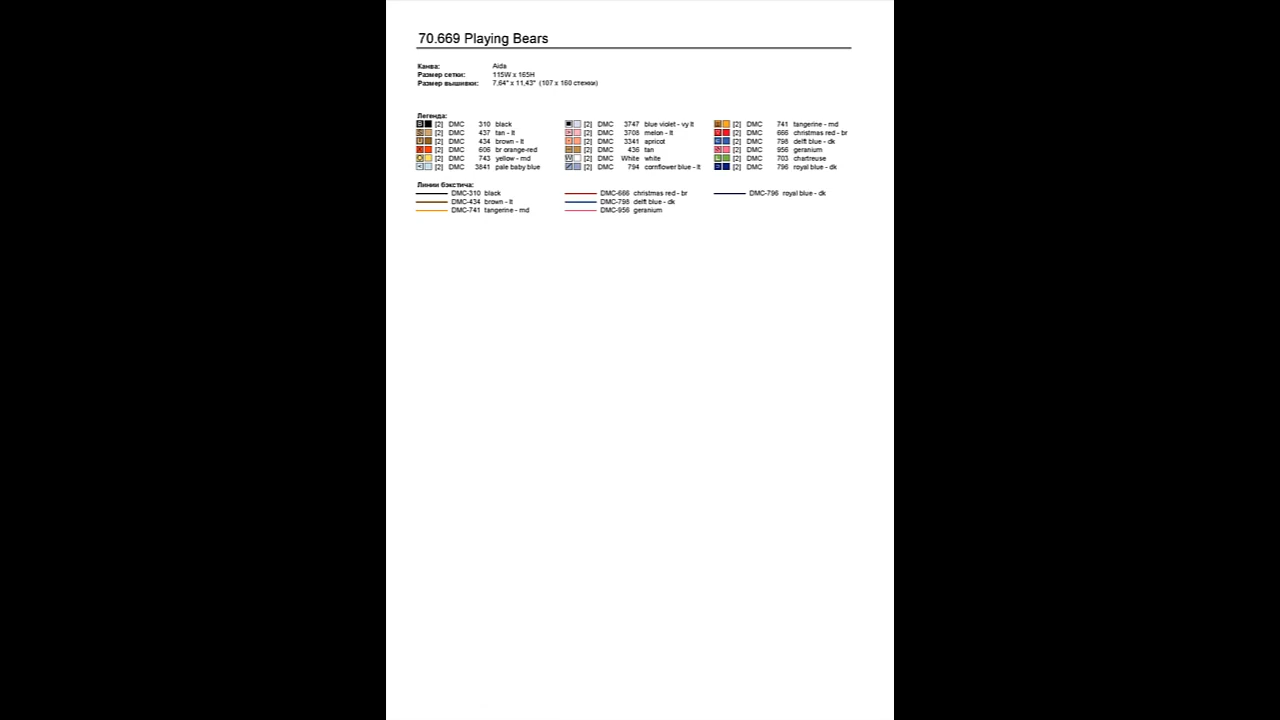 70.669 Playing Bears
Канва: Aida
Размер сетки: 115W x 165H
Размер вышивки: 7,64" x 11,43" (107 x 160 стежки)
Легенда:
[2] DMC 310 black [2] DMC 3747 blue violet - vy lt [2] DMC 741 tangerine - md
[2] DMC 437 tan - lt [2] DMC 3708 melon - lt [2] DMC 666 christmas red - br
[2] DMC 434 brown - lt [2] DMC 3341 apricot [2] DMC 798 delft blue - dk
[2] DMC 606 br orange-red [2] DMC 436 tan [2] DMC 956 geranium
[2] DMC 743 yellow - md [2] DMC White white [2] DMC 703 chartreuse
[2] DMC 3841 pale baby blue [2] DMC 794 cornflower blue - lt [2] DMC 796 royal blue - dk
Линии бэкстича:
DMC-310 black DMC-666 christmas red - br DMC-796 royal blue - dk
DMC-434 brown - lt DMC-798 delft blue - dk
DMC-741 tangerine - md DMC-956 geranium